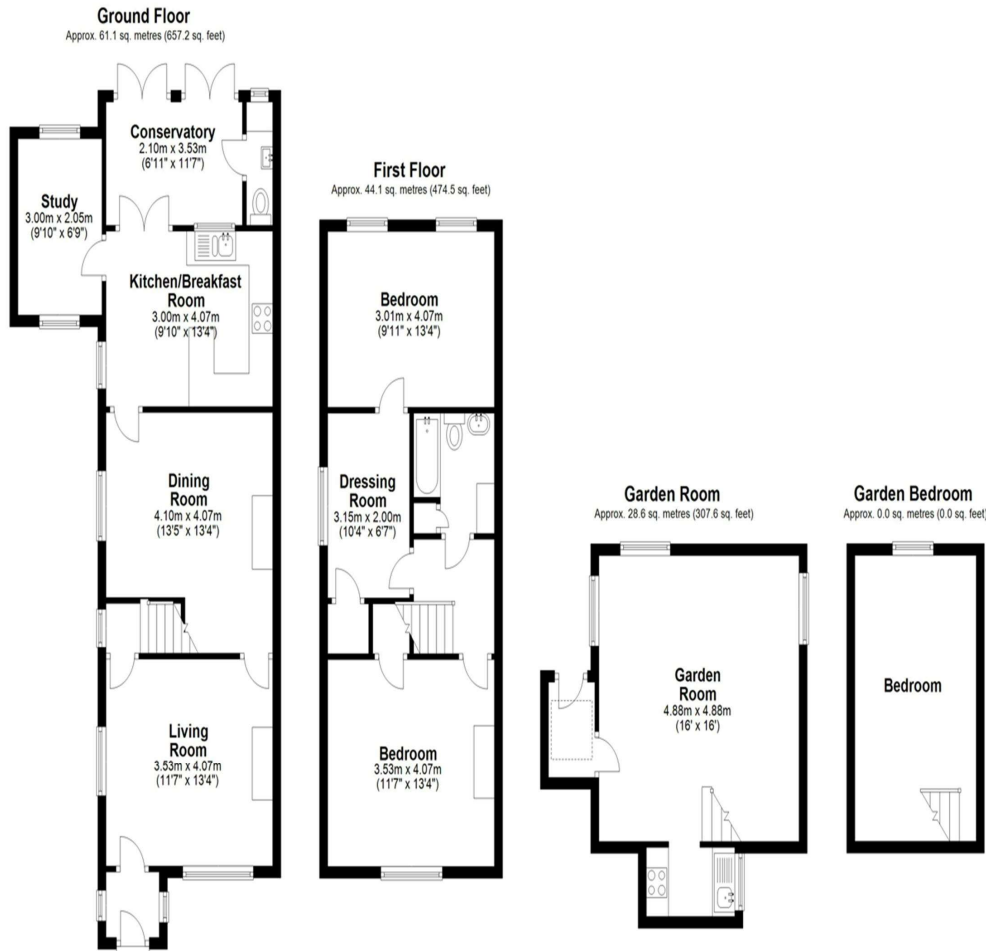 Ground Floor
Approx. 61.1 sq. metres (657.2 sq. feet)
Conservatory
2.10m x 3.53m
(6'11" x 11'7")
Study
3.00m x 2.05m
(9'10" x 6'9")
Kitchen/Breakfast
Room
3.00m x 4.07m
(9'10" x 13'4")
Dining
Room
4.10m x 4.07m
(13'5" x 13'4")
Living
Room
3.53m x 4.07m
(11'7" x 13'4")
First Floor
Approx. 44.1 sq. metres (474.5 sq. feet)
Bedroom
3.01m x 4.07m
(9'11" x 13'4")
Dressing
Room
3.15m x 2.00m
(10'4" x 6'7")
Bedroom
3.53m x 4.07m
(11'7" x 13'4")
Garden Room
Approx. 28.6 sq. metres (307.6 sq. feet)
Garden
Room
4.88m x 4.88m
(16' x 16')
Garden Bedroom
Approx. 0.0 sq. metres (0.0 sq. feet)
Bedroom